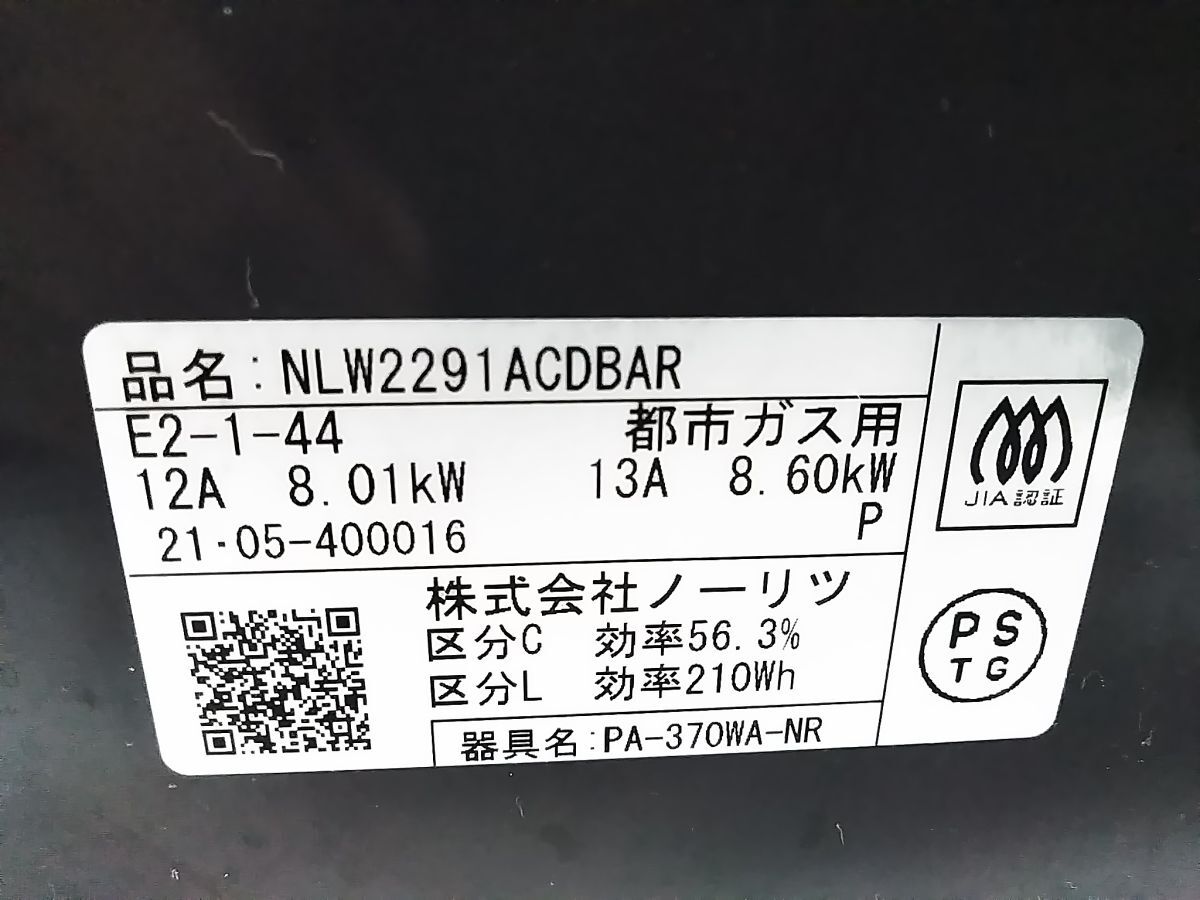 品名:NLW2291ACDBAR
E2-1-44 都市ガス用
12A 8.01kW 13A 8.60kW
21・05-400016 P
株式会社ノーリツ
区分C 効率56.3%
区分L 効率210Wh
器具名:PA-370WA-NR
JIA認証
PS
TG